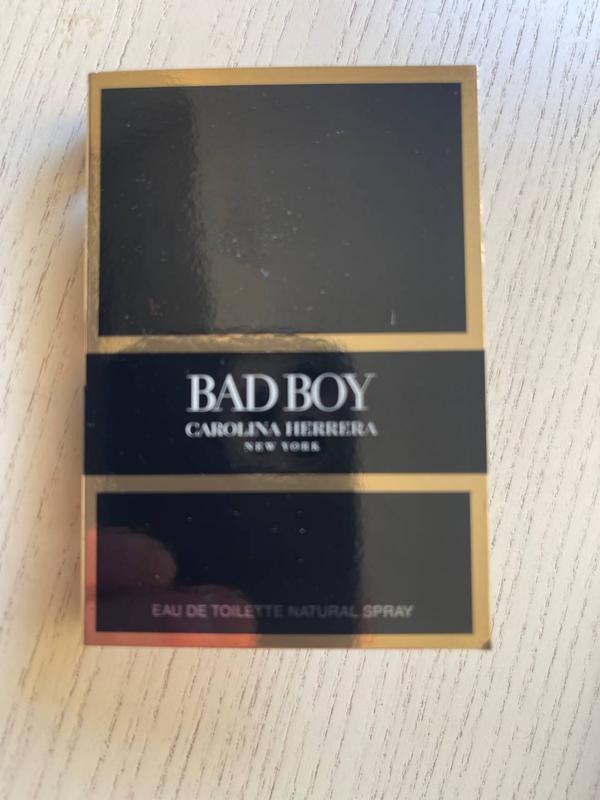 BAD BOY
CAROLINA HERRERA
NEW YORK
EAU DE TOILETTE NATURAL SPRAY